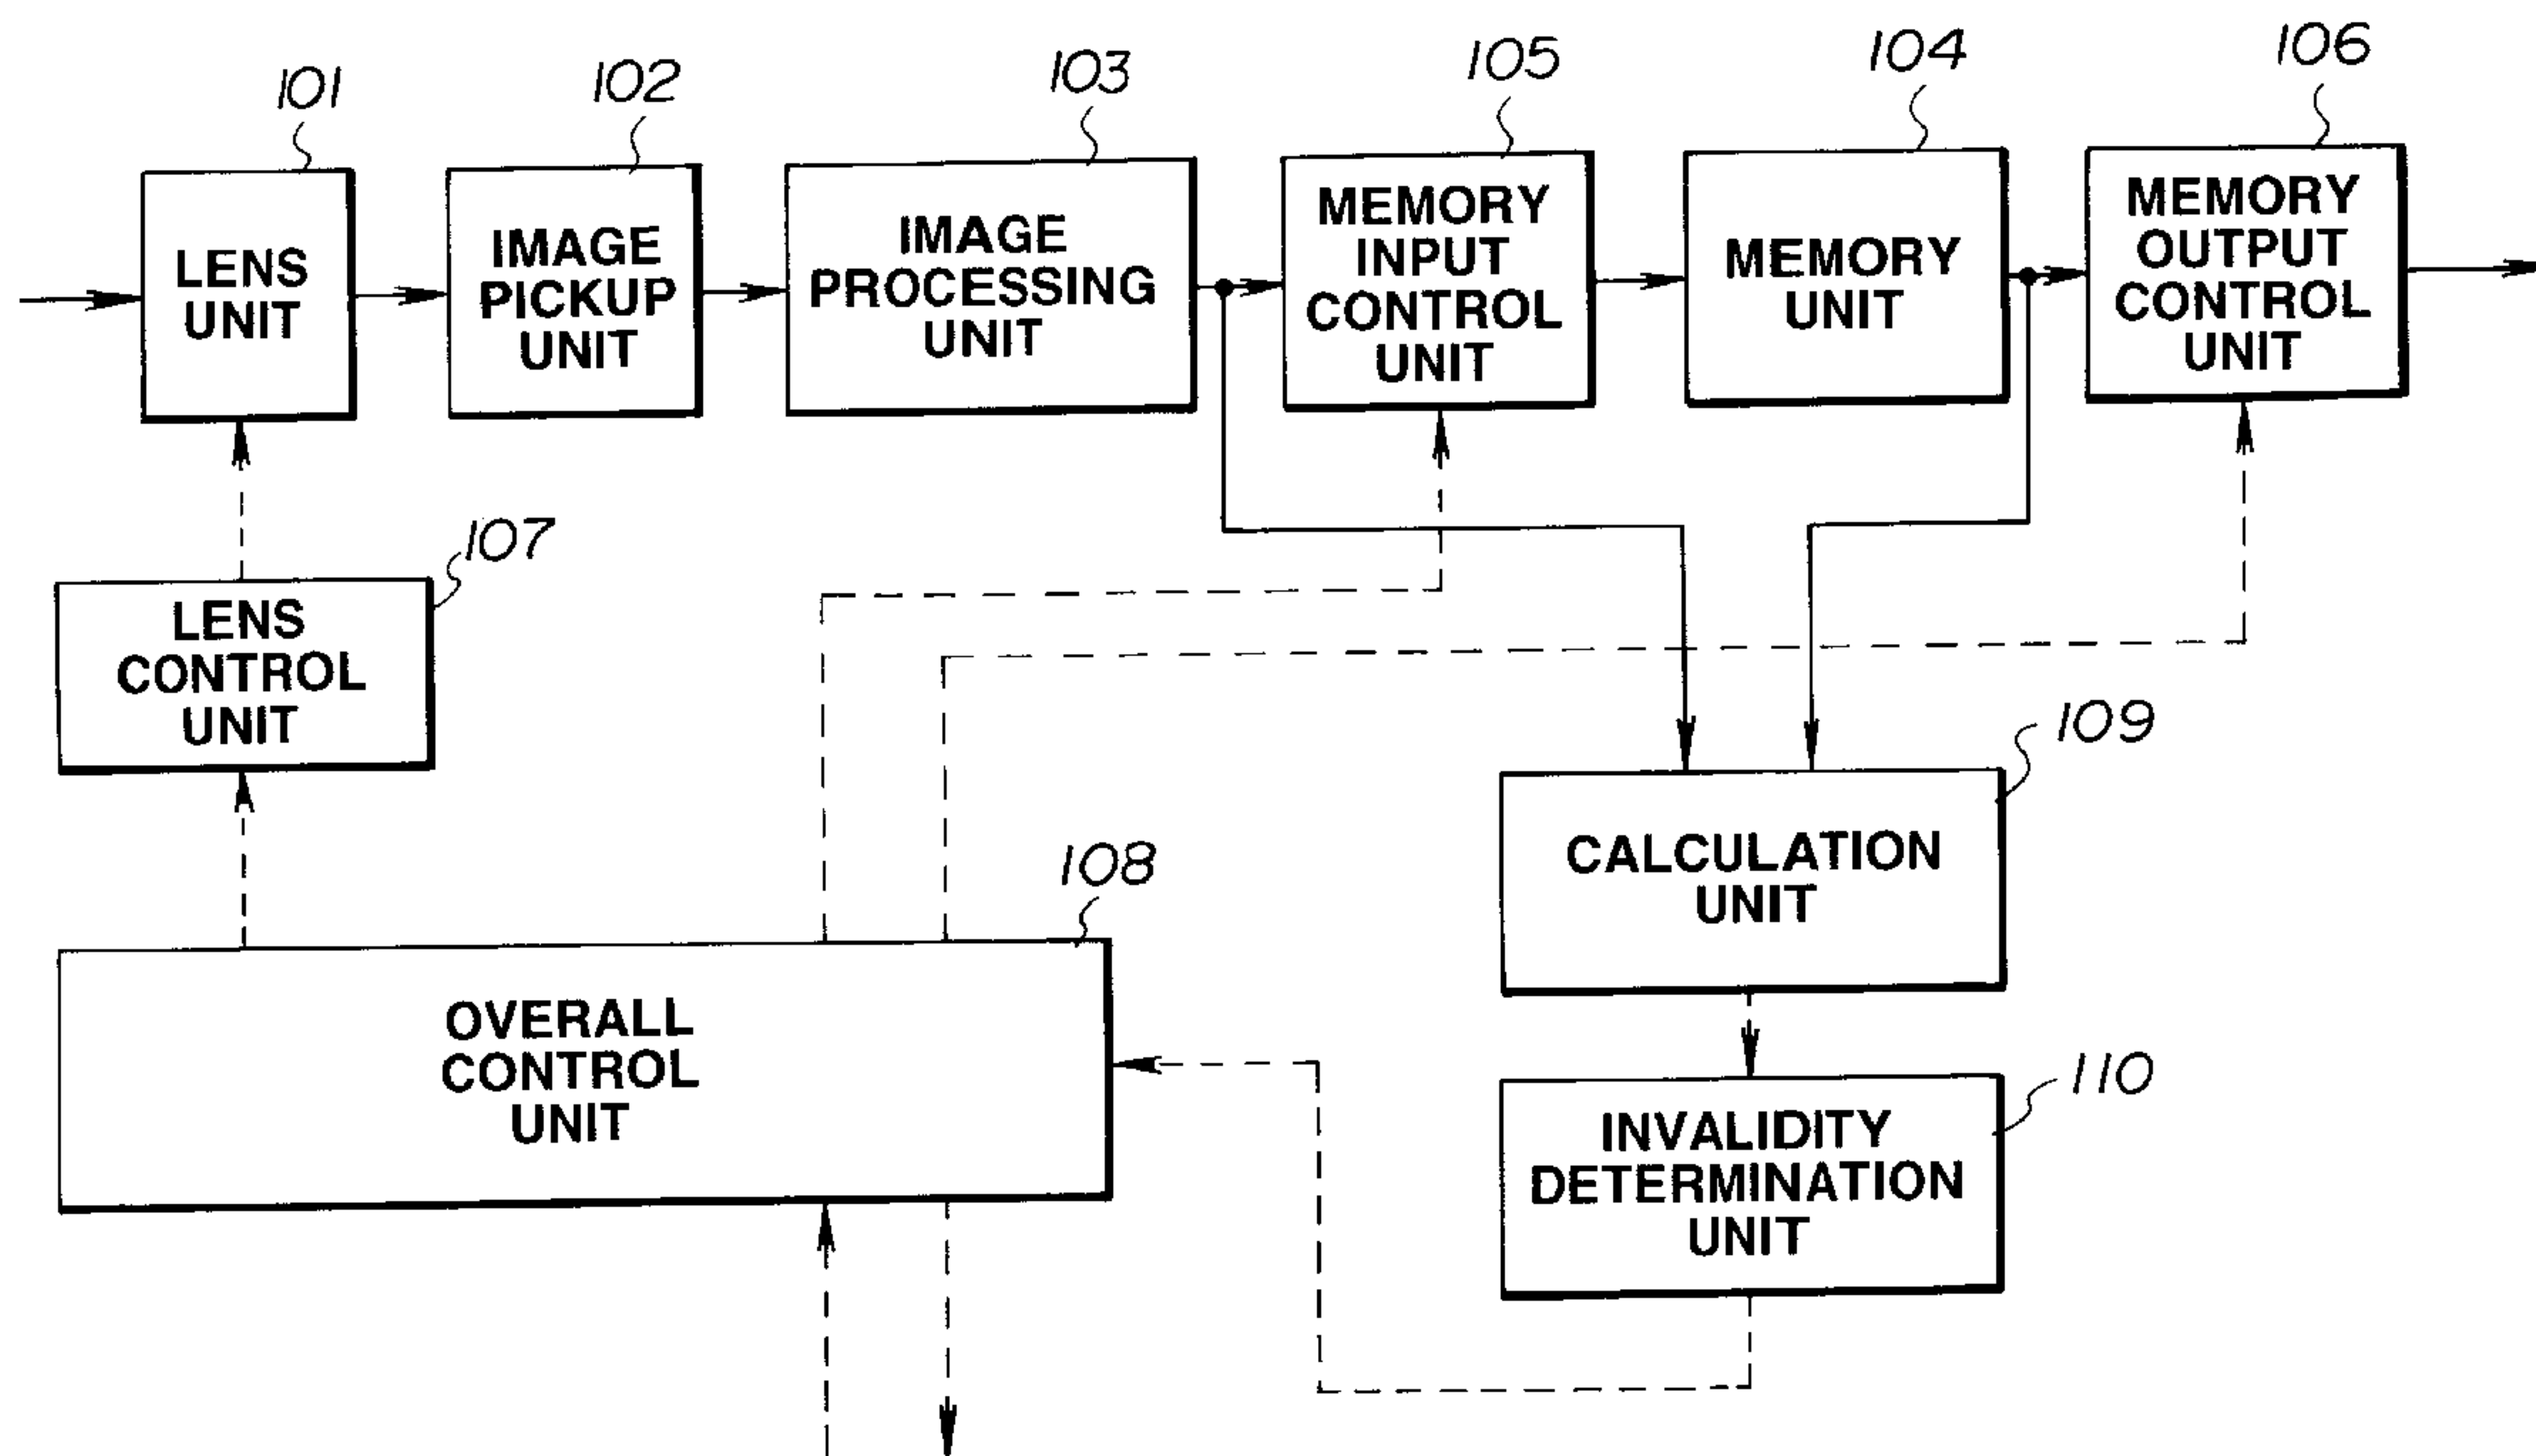 101
LENS
UNIT
102
IMAGE
PICKUP
UNIT
103
IMAGE
PROCESSING
UNIT
105
MEMORY
INPUT
CONTROL
UNIT
104
MEMORY
UNIT
106
MEMORY
OUTPUT
CONTROL
UNIT
107
LENS
CONTROL
UNIT
108
OVERALL
CONTROL
UNIT
109
CALCULATION
UNIT
110
INVALIDITY
DETERMINATION
UNIT